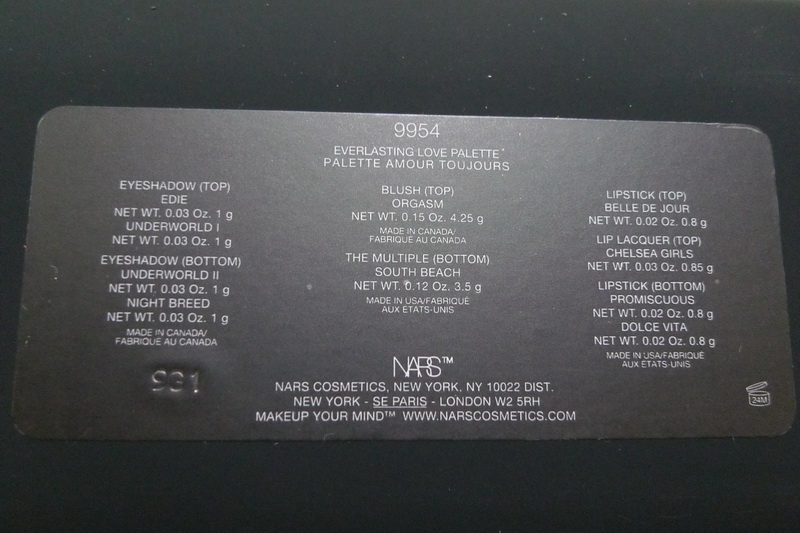 9954
EVERLASTING LOVE PALETTE*
PALETTE AMOUR TOUJOURS
EYESHADOW (TOP)
EDIE
NET WT. 0.03 Oz. 1 g
UNDERWORLD I
NET WT. 0.03 Oz. 1 g
EYESHADOW (BOTTOM)
UNDERWORLD II
NET WT. 0.03 Oz. 1 g
NIGHT BREED
NET WT. 0.03 Oz. 1 g
MADE IN CANADA/
FABRIQUÉ AU CANADA
BLUSH (TOP)
ORGASM
NET WT. 0.15 Oz. 4.25 g
MADE IN CANADA/
FABRIQUÉ AU CANADA
THE MULTIPLE (BOTTOM)
SOUTH BEACH
NET WT. 0.12 Oz. 3.5 g
MADE IN USA/FABRIQUÉ
AUX ÉTATS-UNIS
LIPSTICK (TOP)
BELLE DE JOUR
NET WT. 0.02 Oz. 0.8 g
LIP LACQUER (TOP)
CHELSEA GIRLS
NET WT. 0.03 Oz. 0.85 g
LIPSTICK (BOTTOM)
PROMISCUOUS
NET WT. 0.02 Oz. 0.8 g
DOLCE VITA
NET WT. 0.02 Oz. 0.8 g
MADE IN USA/FABRIQUÉ
AUX ÉTATS-UNIS
9G1
NARS™
NARS COSMETICS, NEW YORK, NY 10022 DIST.
NEW YORK - SE PARIS - LONDON W2 5RH
MAKEUP YOUR MIND™ WWW.NARSCOSMETICS.COM
24M